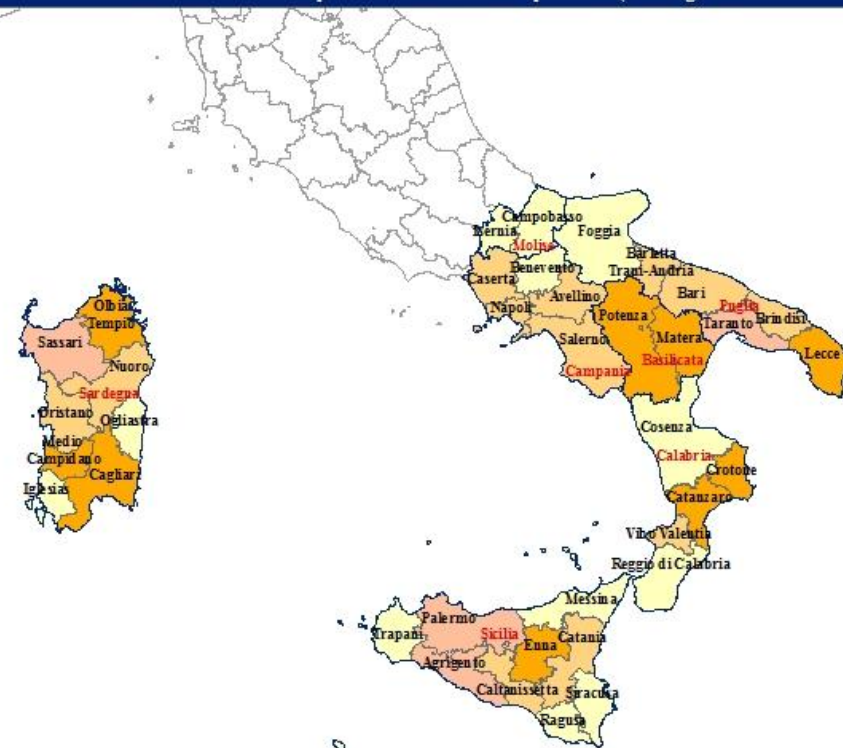 Campobasso
Isernia
Foggia
Molise
Barletta
Benevento
Trani-Andria
Caserta
Bari
Avellino
Puglia
Napoli
Potenza
Brindisi
Taranto
Salerno
Matera
Lecce
Basilicata
Campania
Olbia
Tempio
Sassari
Nuoro
Sardegna
Oristano
Ogliastra
Medio
Campidano
Cagliari
Iglesias
Cosenza
Calabria
Crotone
Catanzaro
Vibo Valentia
Reggio di Calabria
Messina
Palermo
Trapani
Sicilia
Catania
Enna
Agrigento
Caltanissetta
Siracusa
Ragusa